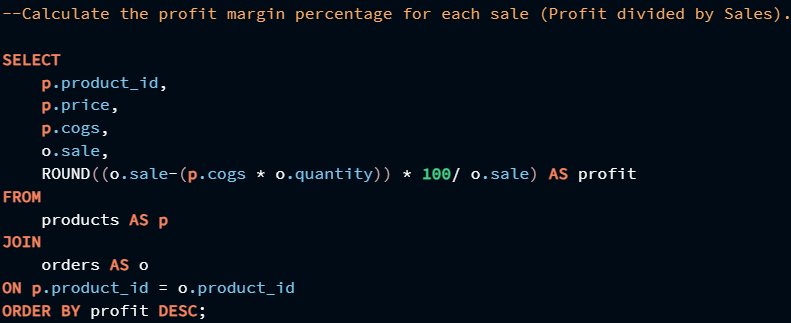 --Calculate the profit margin percentage for each sale (Profit divided by Sales).
SELECT
p.product_id,
p.price,
p.cogs,
o.sale,
ROUND((o.sale-(p.cogs * o.quantity)) * 100/ o.sale) AS profit
FROM
products AS p
JOIN
orders AS o
ON p.product_id = o.product_id
ORDER BY profit DESC;